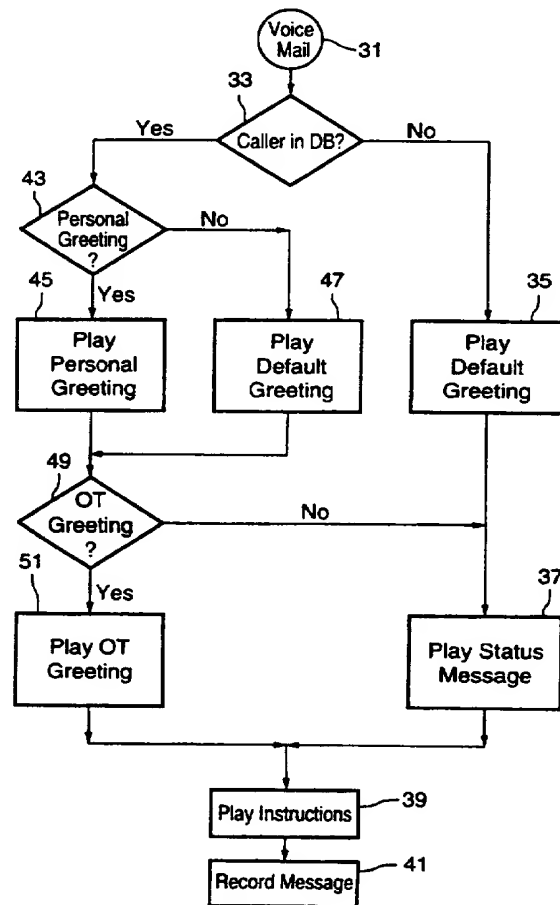 Voice
Mail
31
33
Caller in DB?
Yes
No
43
Personal
Greeting
?
No
Yes
45
Play
Personal
Greeting
47
Play
Default
Greeting
35
Play
Default
Greeting
49
OT
Greeting
?
No
Yes
51
Play OT
Greeting
37
Play Status
Message
Play Instructions
39
Record Message
41